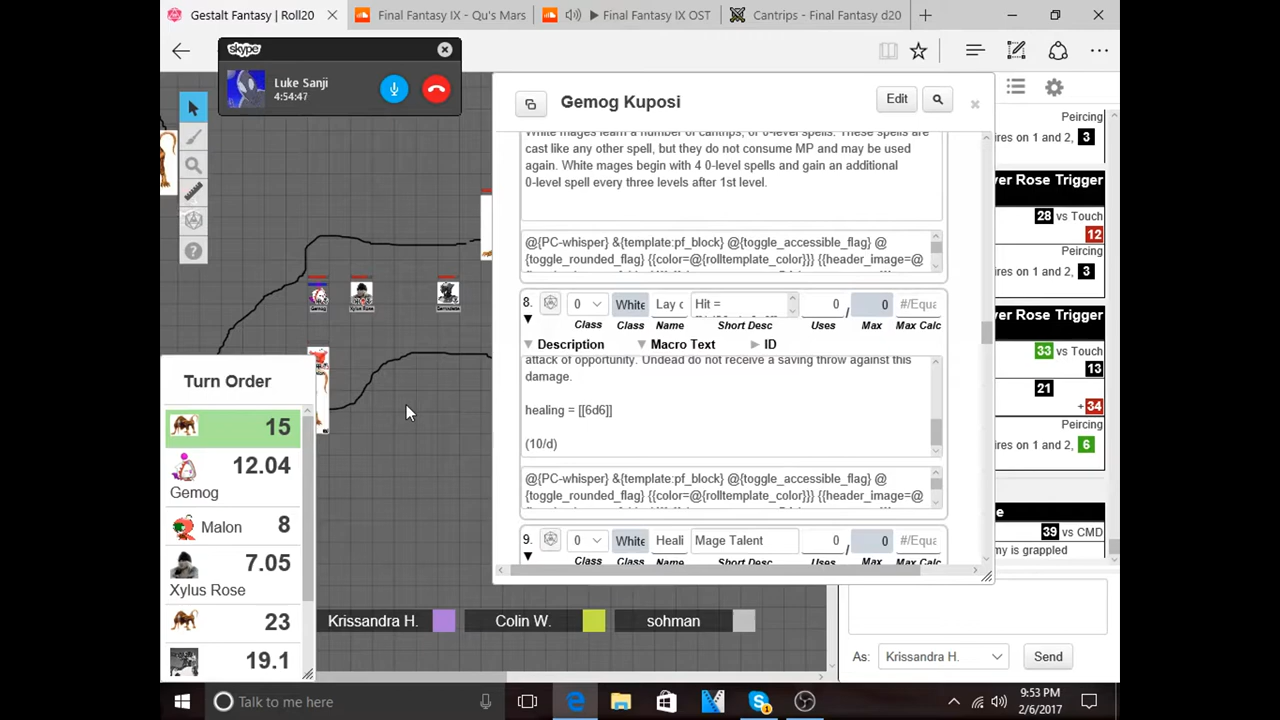 Gestalt Fantasy | Roll20
Final Fantasy IX - Qu's Mars
Final Fantasy IX OST
Cantrips - Final Fantasy d20
skype
Luke Sanji
4:54:47
Gemog Kuposi
Edit
White mages learn a number of cantrips, or 0-level spells. These spells are
cast like any other spell, but they do not consume MP and may be used
again. White mages begin with 4 0-level spells and gain an additional
0-level spell every three levels after 1st level.
@{PC-whisper} &{template:pf_block} @{toggle_accessible_flag} @
{toggle_rounded_flag} {{color=@{rolltemplate_color}}} {{header_image=@
8.
0
White
Lay c
Hit =
0
/
0
#/Equa
Class
Class
Name
Short Desc
Uses
Max
Max Calc
Description
Macro Text
ID
attack of opportunity. Undead do not receive a saving throw against this
damage.
healing = [[6d6]]
(10/d)
@{PC-whisper} &{template:pf_block} @{toggle_accessible_flag} @
{toggle_rounded_flag} {{color=@{rolltemplate_color}}} {{header_image=@
9.
0
White
Heali
Mage Talent
0
/
0
#/Equa
Class
Class
Name
Short Desc
Uses
Max
Max Calc
Peircing
ires on 1 and 2, 3
ver Rose Trigger
28 vs Touch
12
Peircing
ires on 1 and 2, 3
ver Rose Trigger
33 vs Touch
13
21
+34
Peircing
ires on 1 and 2, 6
e
39 vs CMD
my is grappled
Gemog
Xylus Rose
Turn Order
15
12.04
Gemog
Malon
8
7.05
Xylus Rose
23
19.1
Krissandra H.
Colin W.
sohman
As:
Krissandra H.
Send
Talk to me here
9:53 PM
2/6/2017